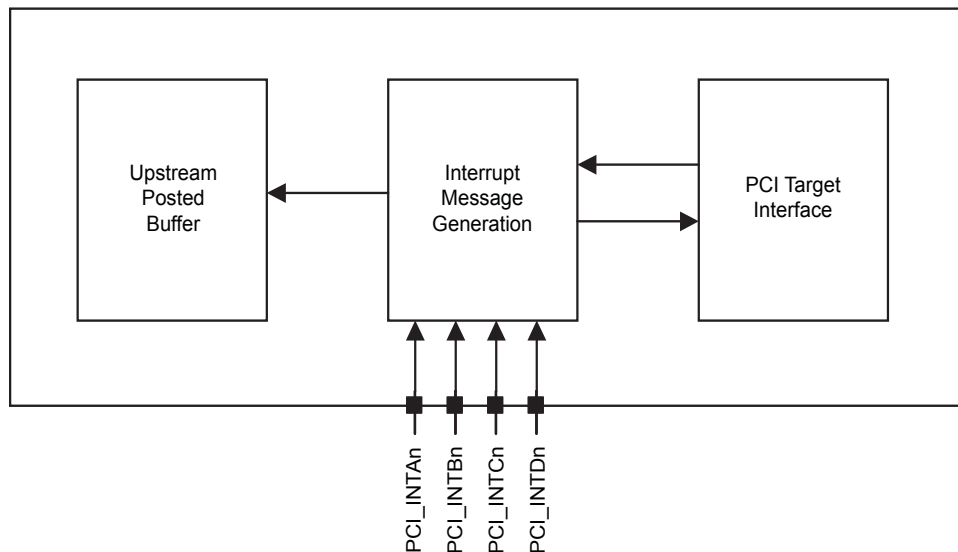 Upstream
Posted
Buffer
Interrupt
Message
Generation
PCI Target
Interface
PCI_INTAn
PCI_INTBn
PCI_INTCn
PCI_INTDn